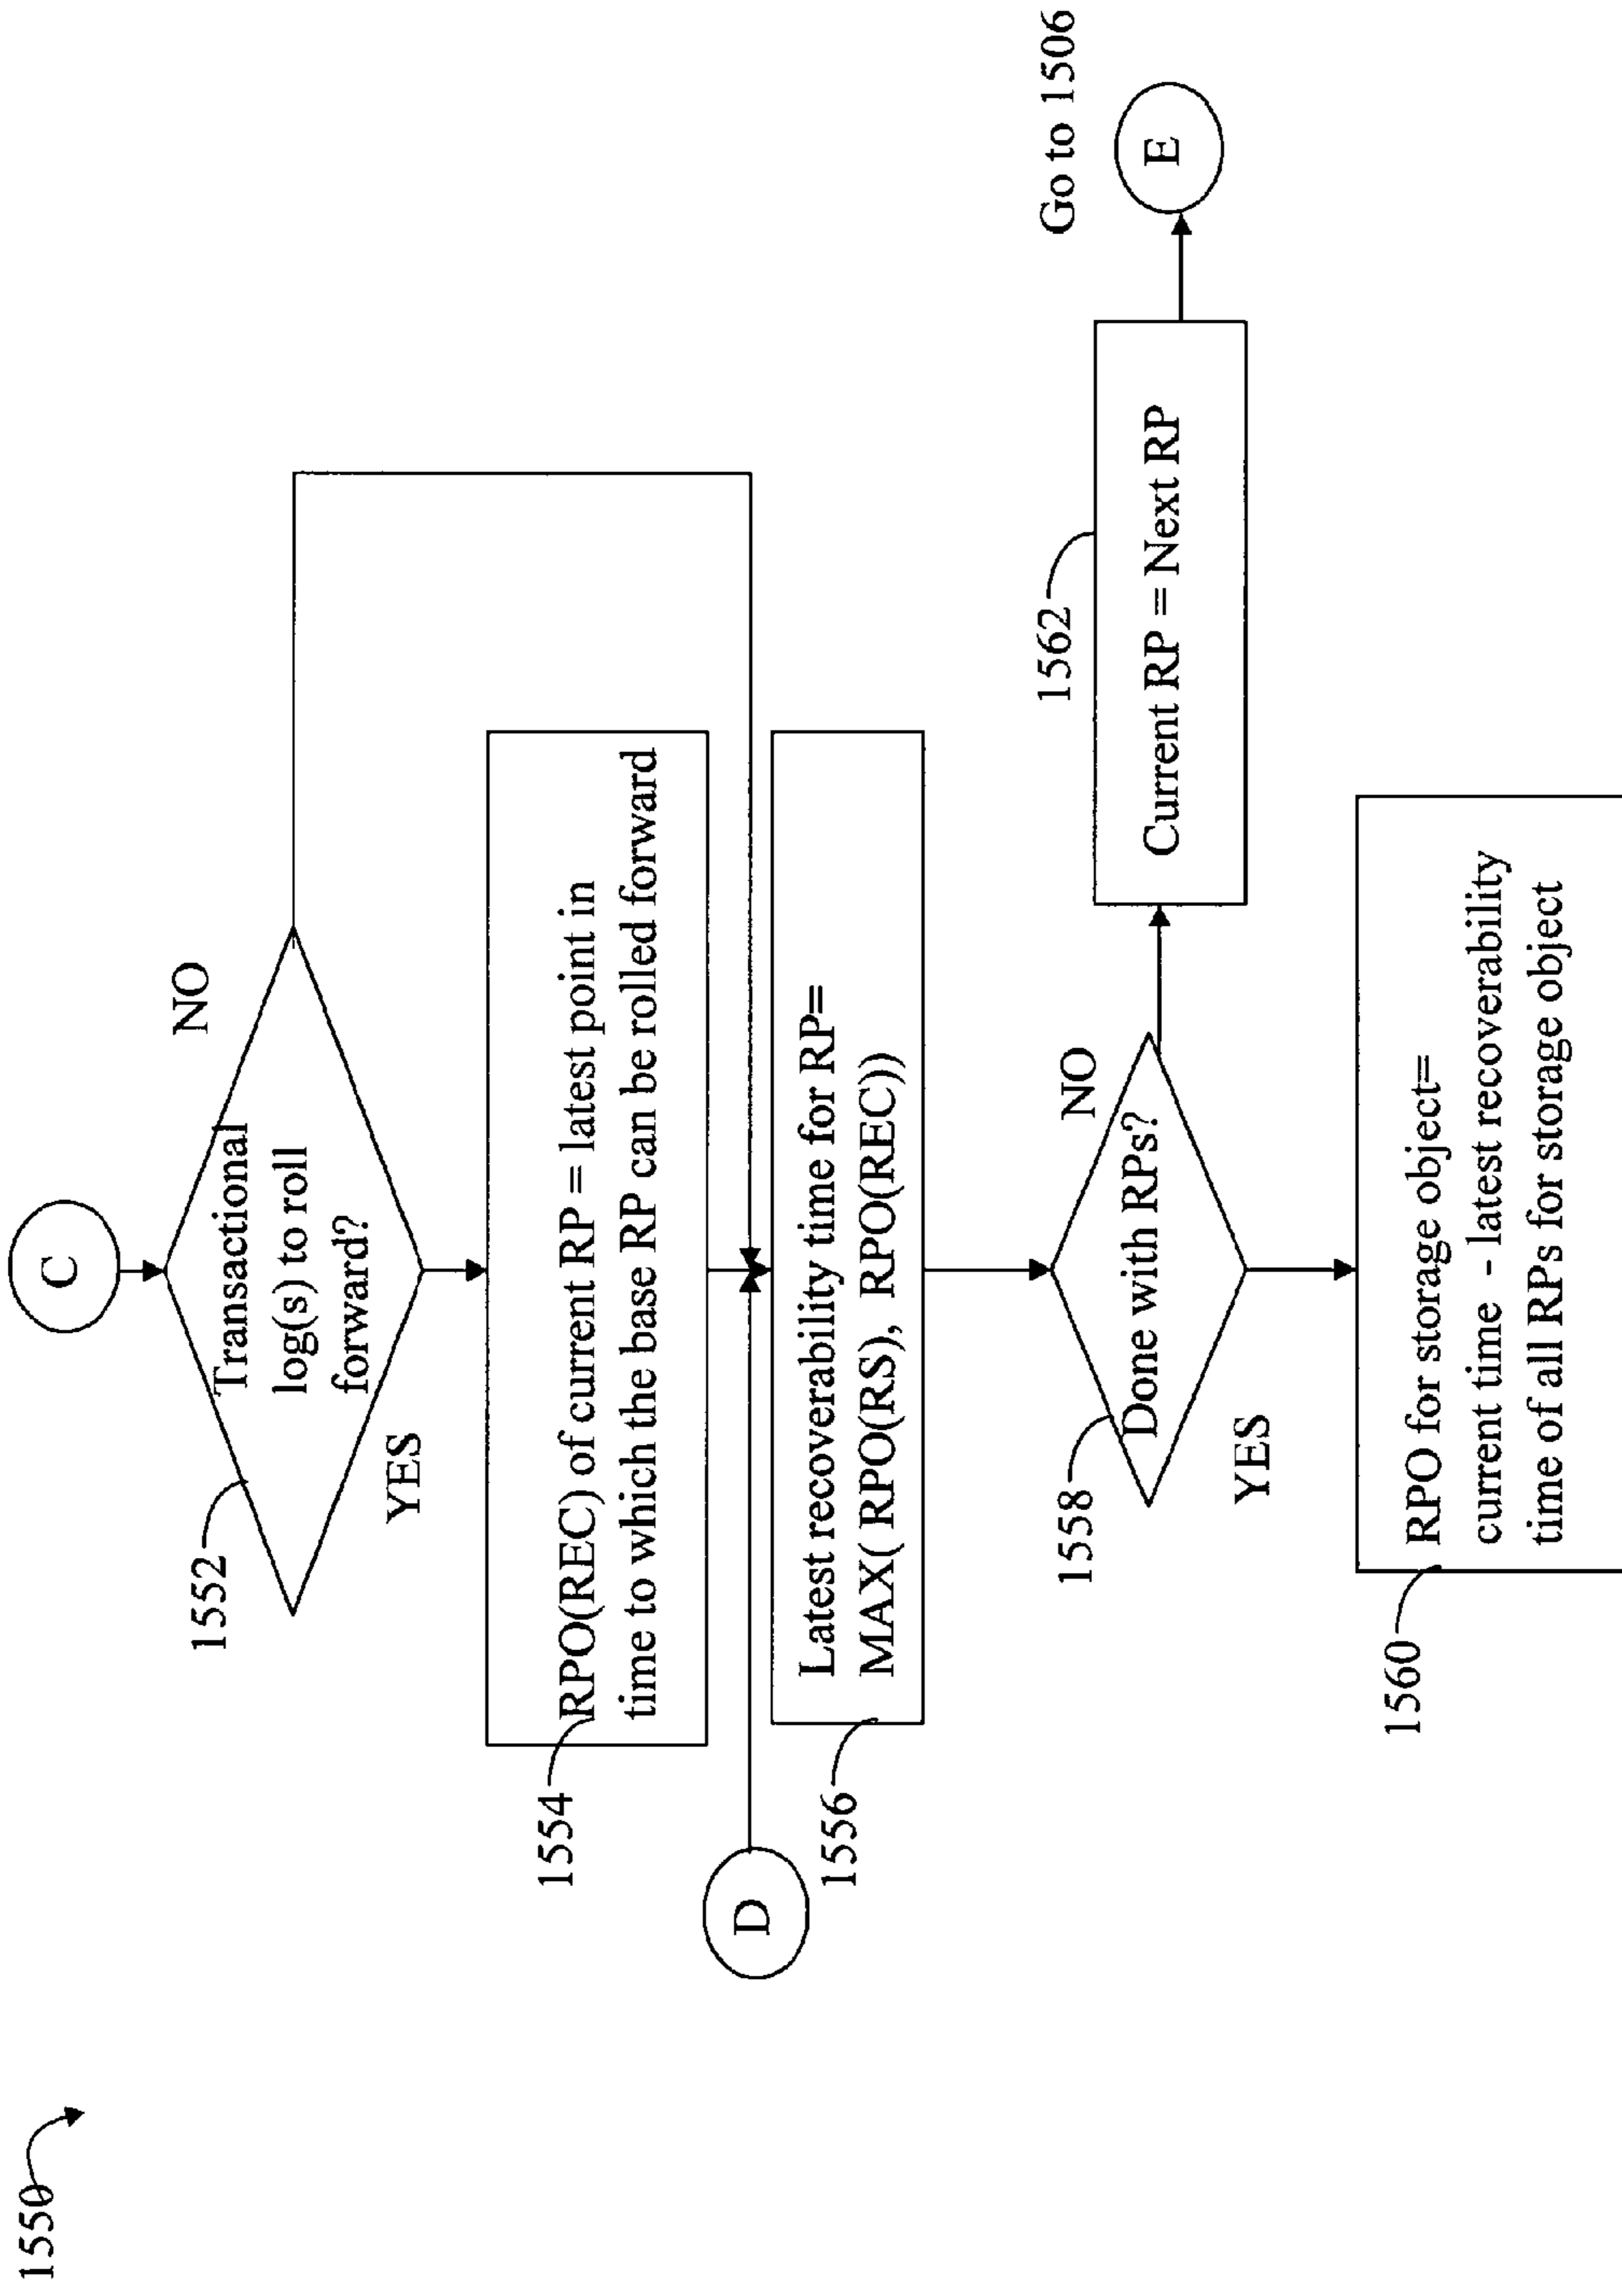 1550
C
1552
Transactional
log(s) to roll
forward?
NO
YES
1554
RPO(REC) of current RP = latest point in
time to which the base RP can be rolled forward
D
1556
Latest recoverability time for RP=
MAX( RPO(RS), RPO(REC))
1558
Done with RPs?
NO
YES
1562
Current RP = Next RP
Go to 1506
E
1560
RPO for storage object=
current time - latest recoverability
time of all RPs for storage object